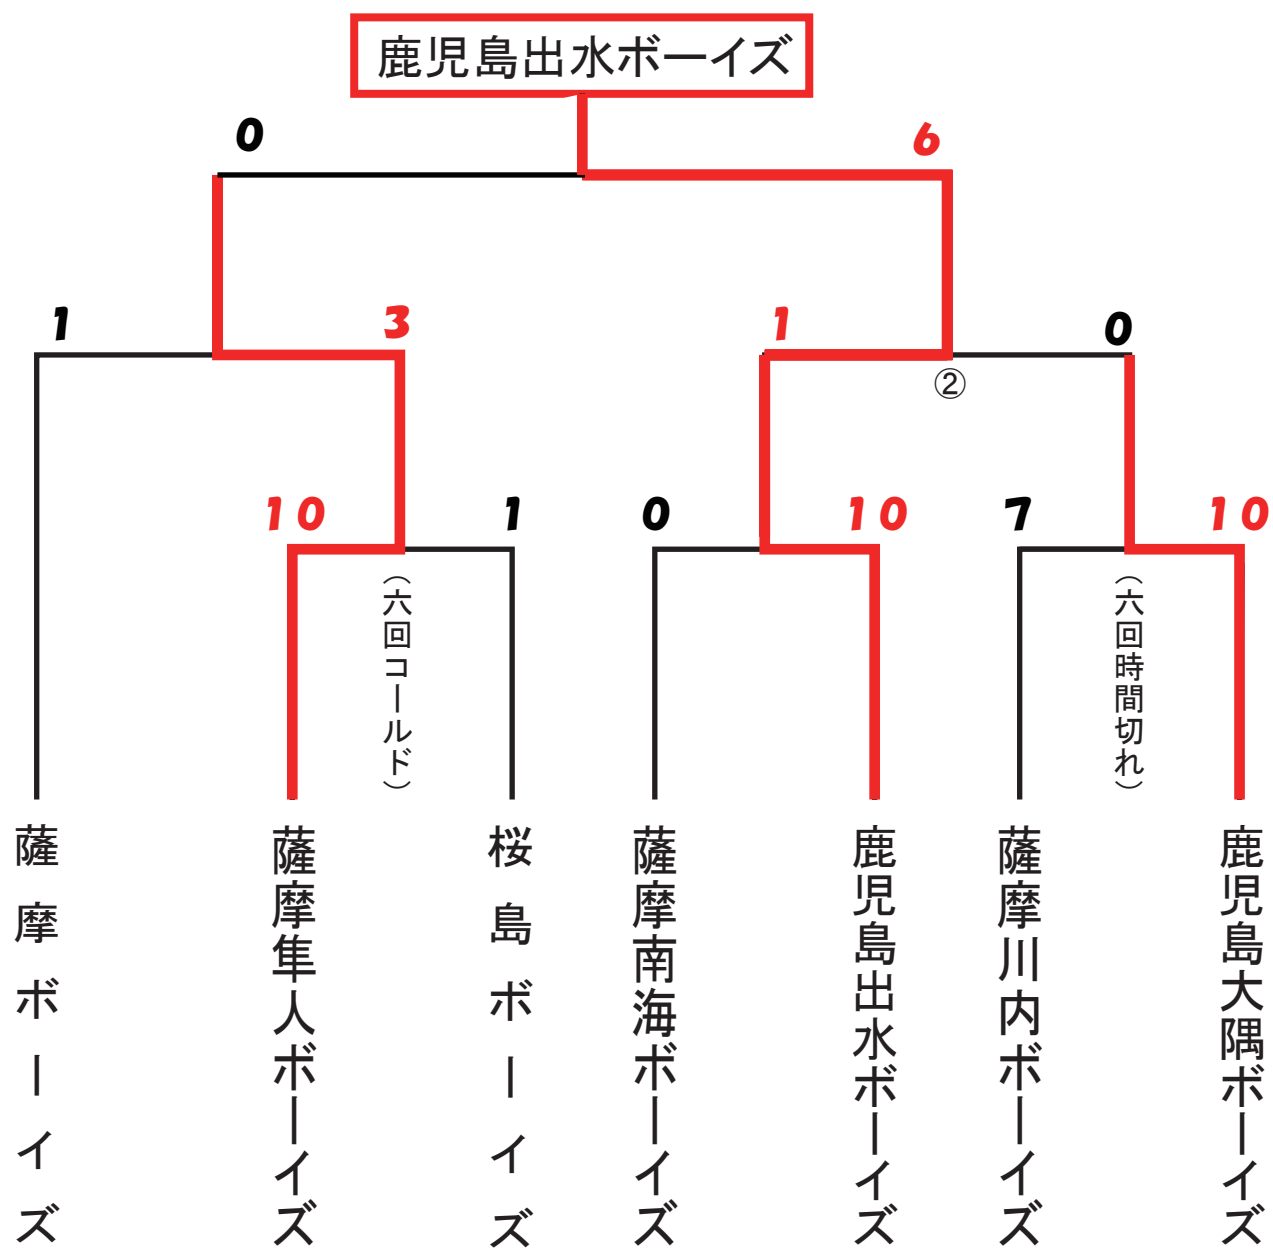 鹿児島出水ボーイズ
0
6
1
3
1
0
②
10
1
0
10
7
10
（六回コールド）
（六回時間切れ）
薩摩ボーイズ
薩摩隼人ボーイズ
桜島ボーイズ
薩摩南海ボーイズ
鹿児島出水ボーイズ
薩摩川内ボーイズ
鹿児島大隅ボーイズ